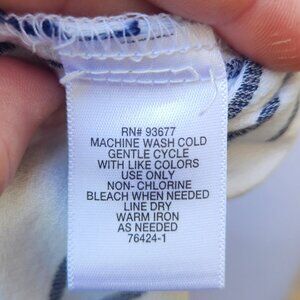 RN# 93677
MACHINE WASH COLD
GENTLE CYCLE
WITH LIKE COLORS
USE ONLY
NON- CHLORINE
BLEACH WHEN NEEDED
LINE DRY
WARM IRON
AS NEEDED
76424-1